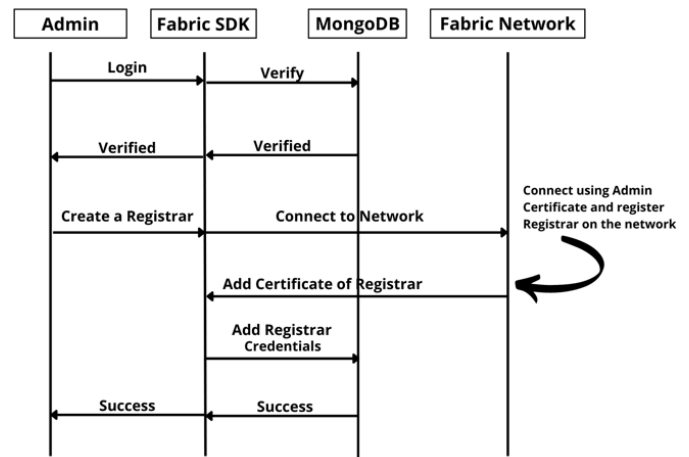 Admin
Fabric SDK
MongoDB
Fabric Network
Login
Verify
Verified
Verified
Create a Registrar
Connect to Network
Connect using Admin
Certificate and register
Registrar on the network
Add Certificate of Registrar
Add Registrar
Credentials
Success
Success